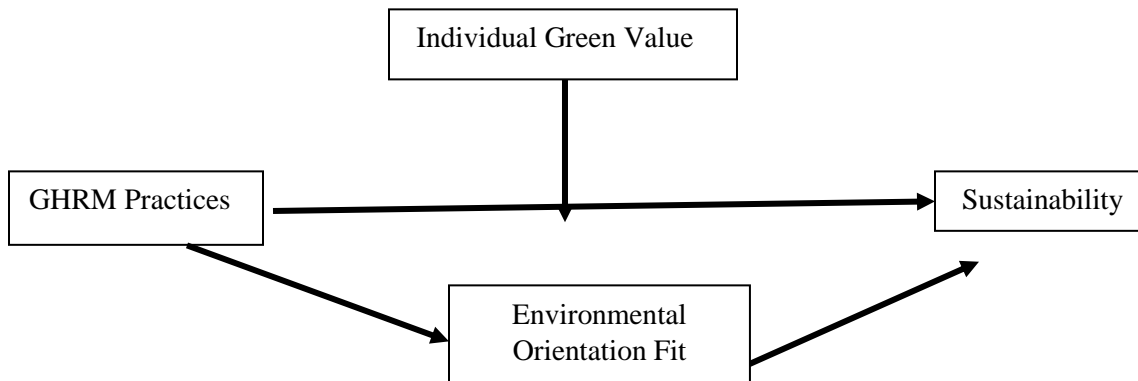 Individual Green Value
GHRM Practices
Sustainability
Environmental
Orientation Fit